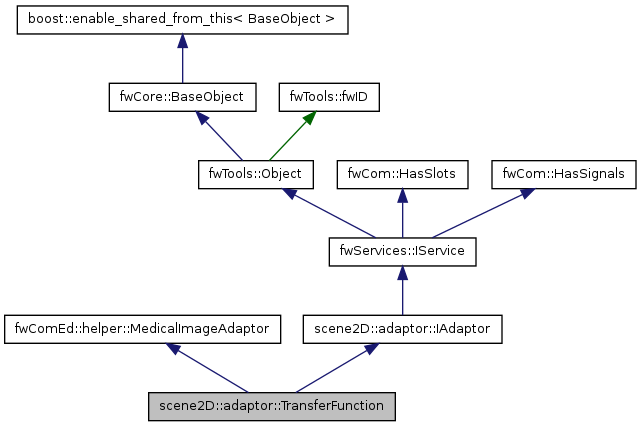 boost::enable_shared_from_this< BaseObject >
fwCore::BaseObject
fwTools::fwID
fwTools::Object
fwCom::HasSlots
fwCom::HasSignals
fwServices::IService
fwComEd::helper::MedicalImageAdaptor
scene2D::adaptor::IAdaptor
scene2D::adaptor::TransferFunction